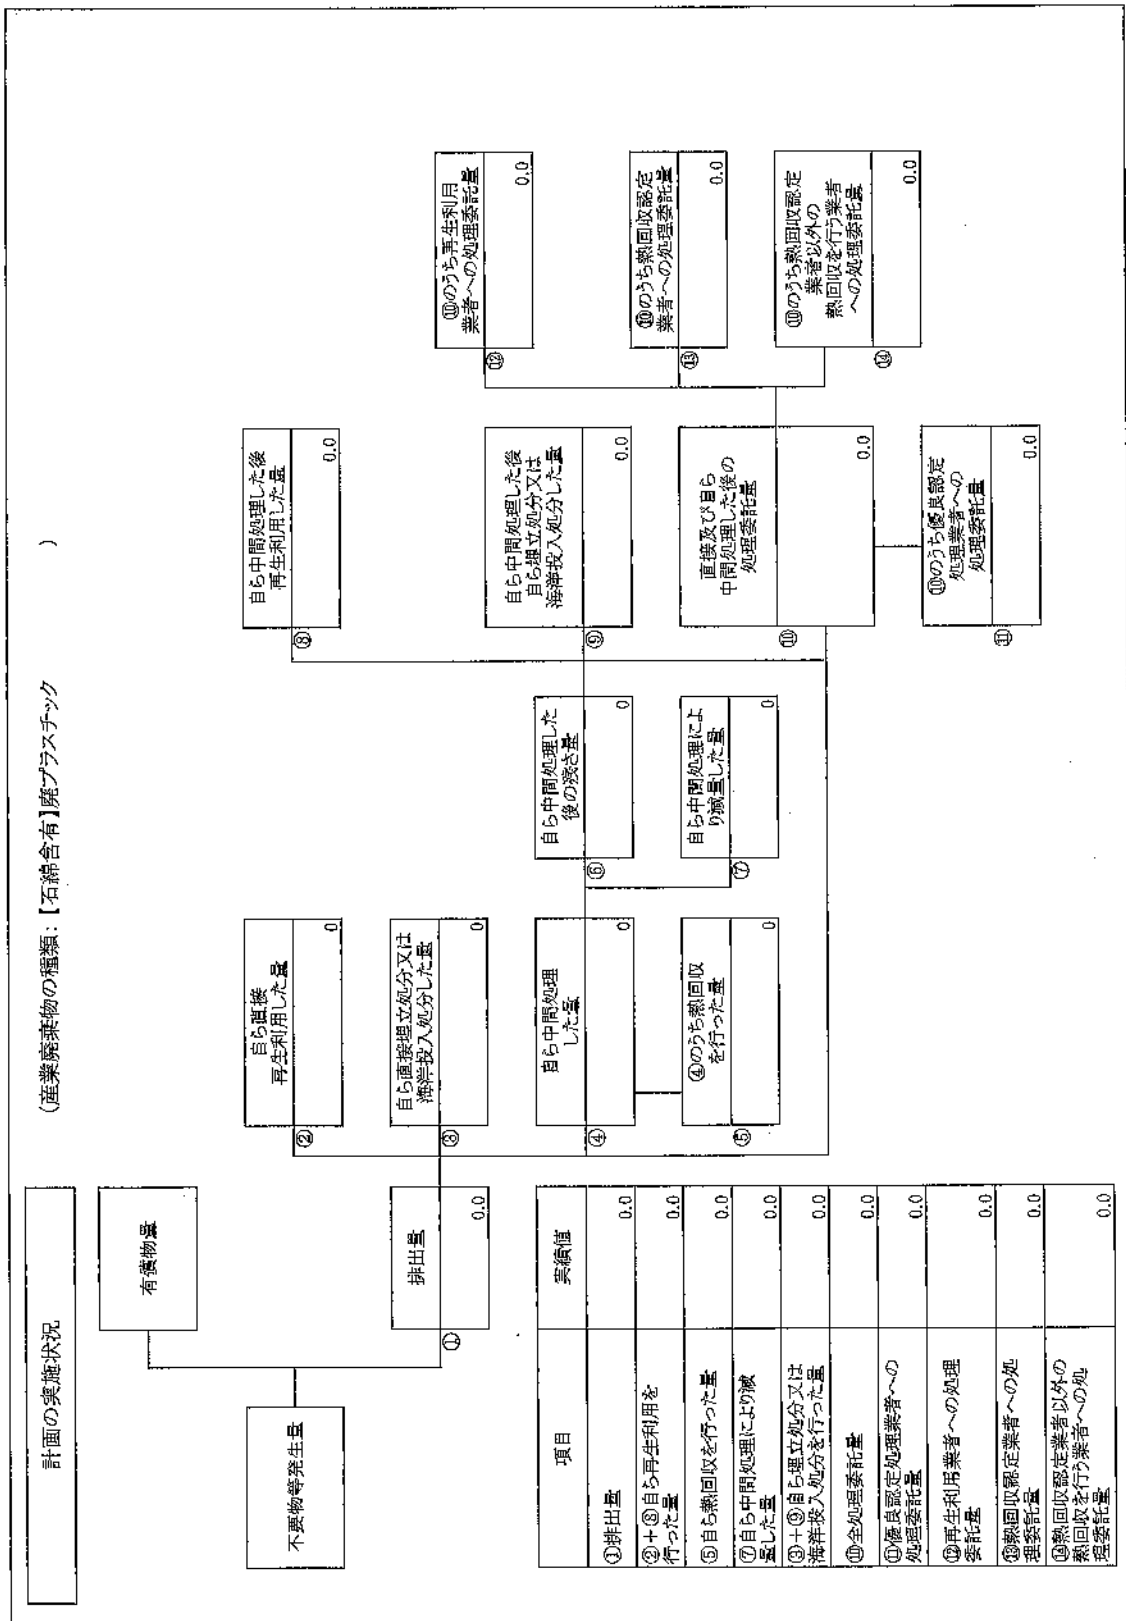 計画の実施状況
(産業廃棄物の種類：【石綿含有】廃プラスチック　)
不要物等発生量
有償物量
①
排出量
0.0
②
自ら直接
再生利用した量
0
③
自ら直接埋立処分又は
海洋投入処分した量
0
④
自ら中間処理
した量
0
⑤
④のうち熱回収
を行った量
0
⑥
自ら中間処理した
後の残さ量
0
⑦
自ら中間処理によ
り減量した量
0
⑧
自ら中間処理した後
再生利用した量
0.0
⑨
自ら中間処理した後
自ら埋立処分又は
海洋投入処分した量
0.0
⑩
直接及び自ら
中間処理した後の
処理委託量
0.0
⑪
⑩のうち優良認定
処理業者への
処理委託量
0.0
⑫
⑩のうち再生利用
業者への処理委託量
0.0
⑬
⑩のうち熱回収認定
業者への処理委託量
0.0
⑭
⑩のうち熱回収認定
業者以外の
熱回収を行う業者
への処理委託量
0.0
項目　実績値
①排出量　0.0
②+⑧自ら再生利用を
行った量　0.0
⑤自ら熱回収を行った量　0.0
⑦自ら中間処理により減
量した量　0.0
③+⑨自ら埋立処分又は
海洋投入処分を行った量　0.0
⑩全処理委託量　0.0
⑪優良認定処理業者への
処理委託量　0.0
⑫再生利用業者への処理
委託量　0.0
⑬熱回収認定業者への処
理委託量　0.0
⑭熱回収認定業者以外の
熱回収を行う業者への処
理委託量　0.0